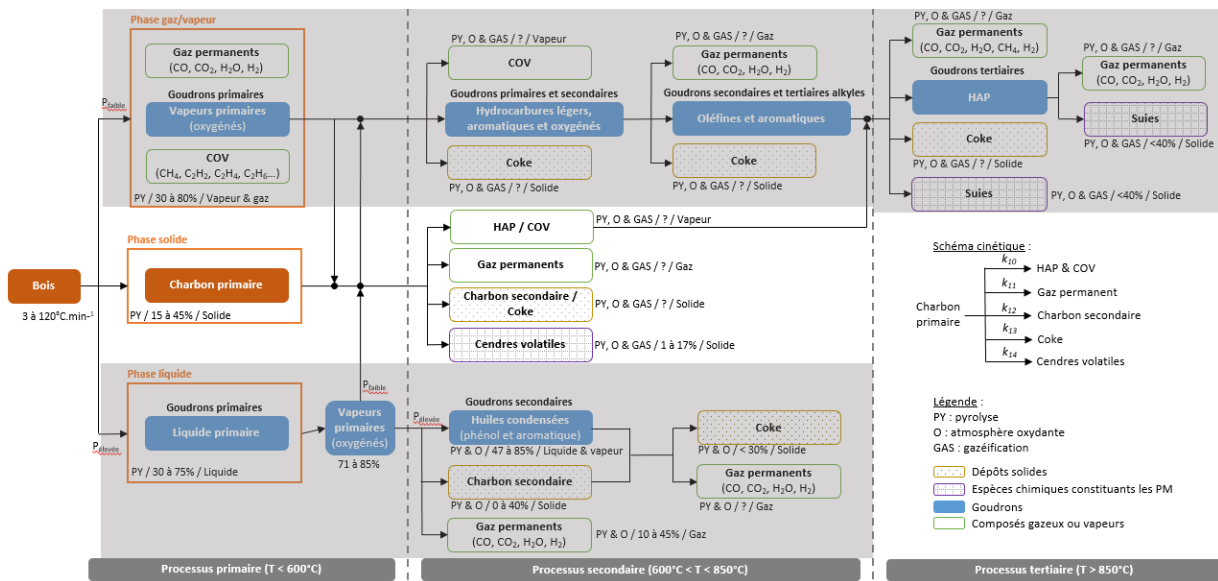 Phase gaz/vapeur
Gaz permanents
(CO, CO₂, H₂O, H₂)
Goudrons primaires
Vapeurs primaires
(oxygénés)
COV
(CH₄, C₂H₂, C₂H₄, C₂H₆...)
PY / 30 à 80% / Vapeur & gaz
P_faible
Phase solide
Bois
3 à 120°C.min⁻¹
Charbon primaire
PY / 15 à 45% / Solide
Phase liquide
P_élevée
Goudrons primaires
Liquide primaire
PY / 30 à 75% / Liquide
P_faible
Vapeurs
primaires
(oxygénés)
71 à 85%
Processus primaire (T < 600°C)
PY, O & GAS / ? / Vapeur
COV
Goudrons primaires et secondaires
Hydrocarbures légers,
aromatiques et oxygénés
Coke
PY, O & GAS / ? / Solide
PY, O & GAS / ? / Gaz
Gaz permanents
(CO, CO₂, H₂O, H₂)
Goudrons secondaires et tertiaires alkyles
Oléfines et aromatiques
Coke
PY, O & GAS / ? / Solide
HAP / COV
PY, O & GAS / ? / Vapeur
Gaz permanents
PY, O & GAS / ? / Gaz
Charbon secondaire /
Coke
PY, O & GAS / ? / Solide
Cendres volatiles
PY, O & GAS / 1 à 17% / Solide
P_élevée
Goudrons secondaires
Huiles condensées
(phénol et aromatique)
PY & O / 47 à 85% / Liquide & vapeur
Charbon secondaire
PY & O / 0 à 40% / Solide
Gaz permanents
(CO, CO₂, H₂O, H₂)
PY & O / 10 à 45% / Gaz
Coke
PY & O / < 30% / Solide
Gaz permanents
(CO, CO₂, H₂O, H₂)
PY & O / ? / Gaz
Processus secondaire (600°C < T < 850°C)
PY, O & GAS / ? / Gaz
Gaz permanents
(CO, CO₂, H₂O, CH₄, H₂)
Goudrons tertiaires
HAP
Coke
PY, O & GAS / ? / Solide
Suies
PY, O & GAS / <40% / Solide
PY, O & GAS / ? / Gaz
Gaz permanents
(CO, CO₂, H₂O, H₂)
Suies
PY, O & GAS / <40% / Solide
Schéma cinétique :
Charbon
primaire
k₁₀
HAP & COV
k₁₁
Gaz permanent
k₁₂
Charbon secondaire
k₁₃
Coke
k₁₄
Cendres volatiles
Légende :
PY : pyrolyse
O : atmosphère oxydante
GAS : gazéification
Dépôts solides
Espèces chimiques constituants les PM
Goudrons
Composés gazeux ou vapeurs
Processus tertiaire (T > 850°C)